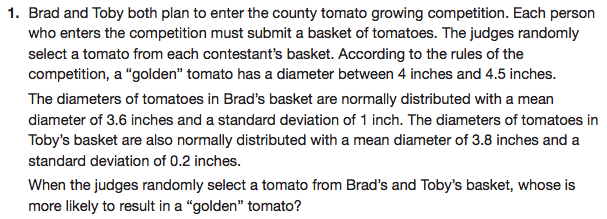 1. Brad and Toby both plan to enter the county tomato growing competition. Each person
who enters the competition must submit a basket of tomatoes. The judges randomly
select a tomato from each contestant's basket. According to the rules of the
competition, a “golden” tomato has a diameter between 4 inches and 4.5 inches.
The diameters of tomatoes in Brad's basket are normally distributed with a mean
diameter of 3.6 inches and a standard deviation of 1 inch. The diameters of tomatoes in
Toby's basket are also normally distributed with a mean diameter of 3.8 inches and a
standard deviation of 0.2 inches.
When the judges randomly select a tomato from Brad's and Toby's basket, whose is
more likely to result in a “golden” tomato?